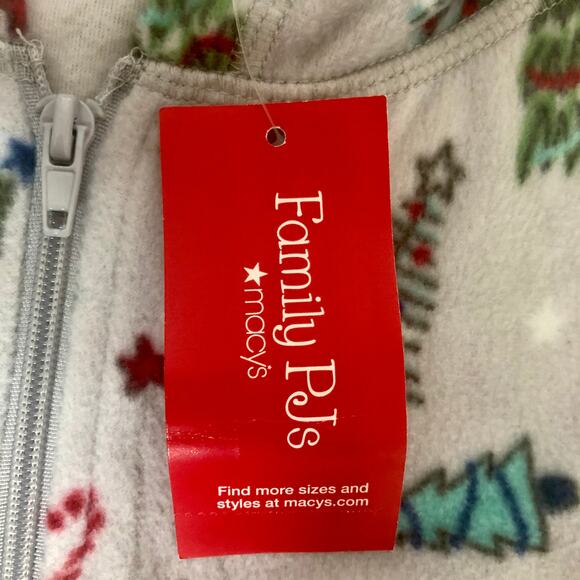 Family PJs
★macy's
Find more sizes and
styles at macys.com